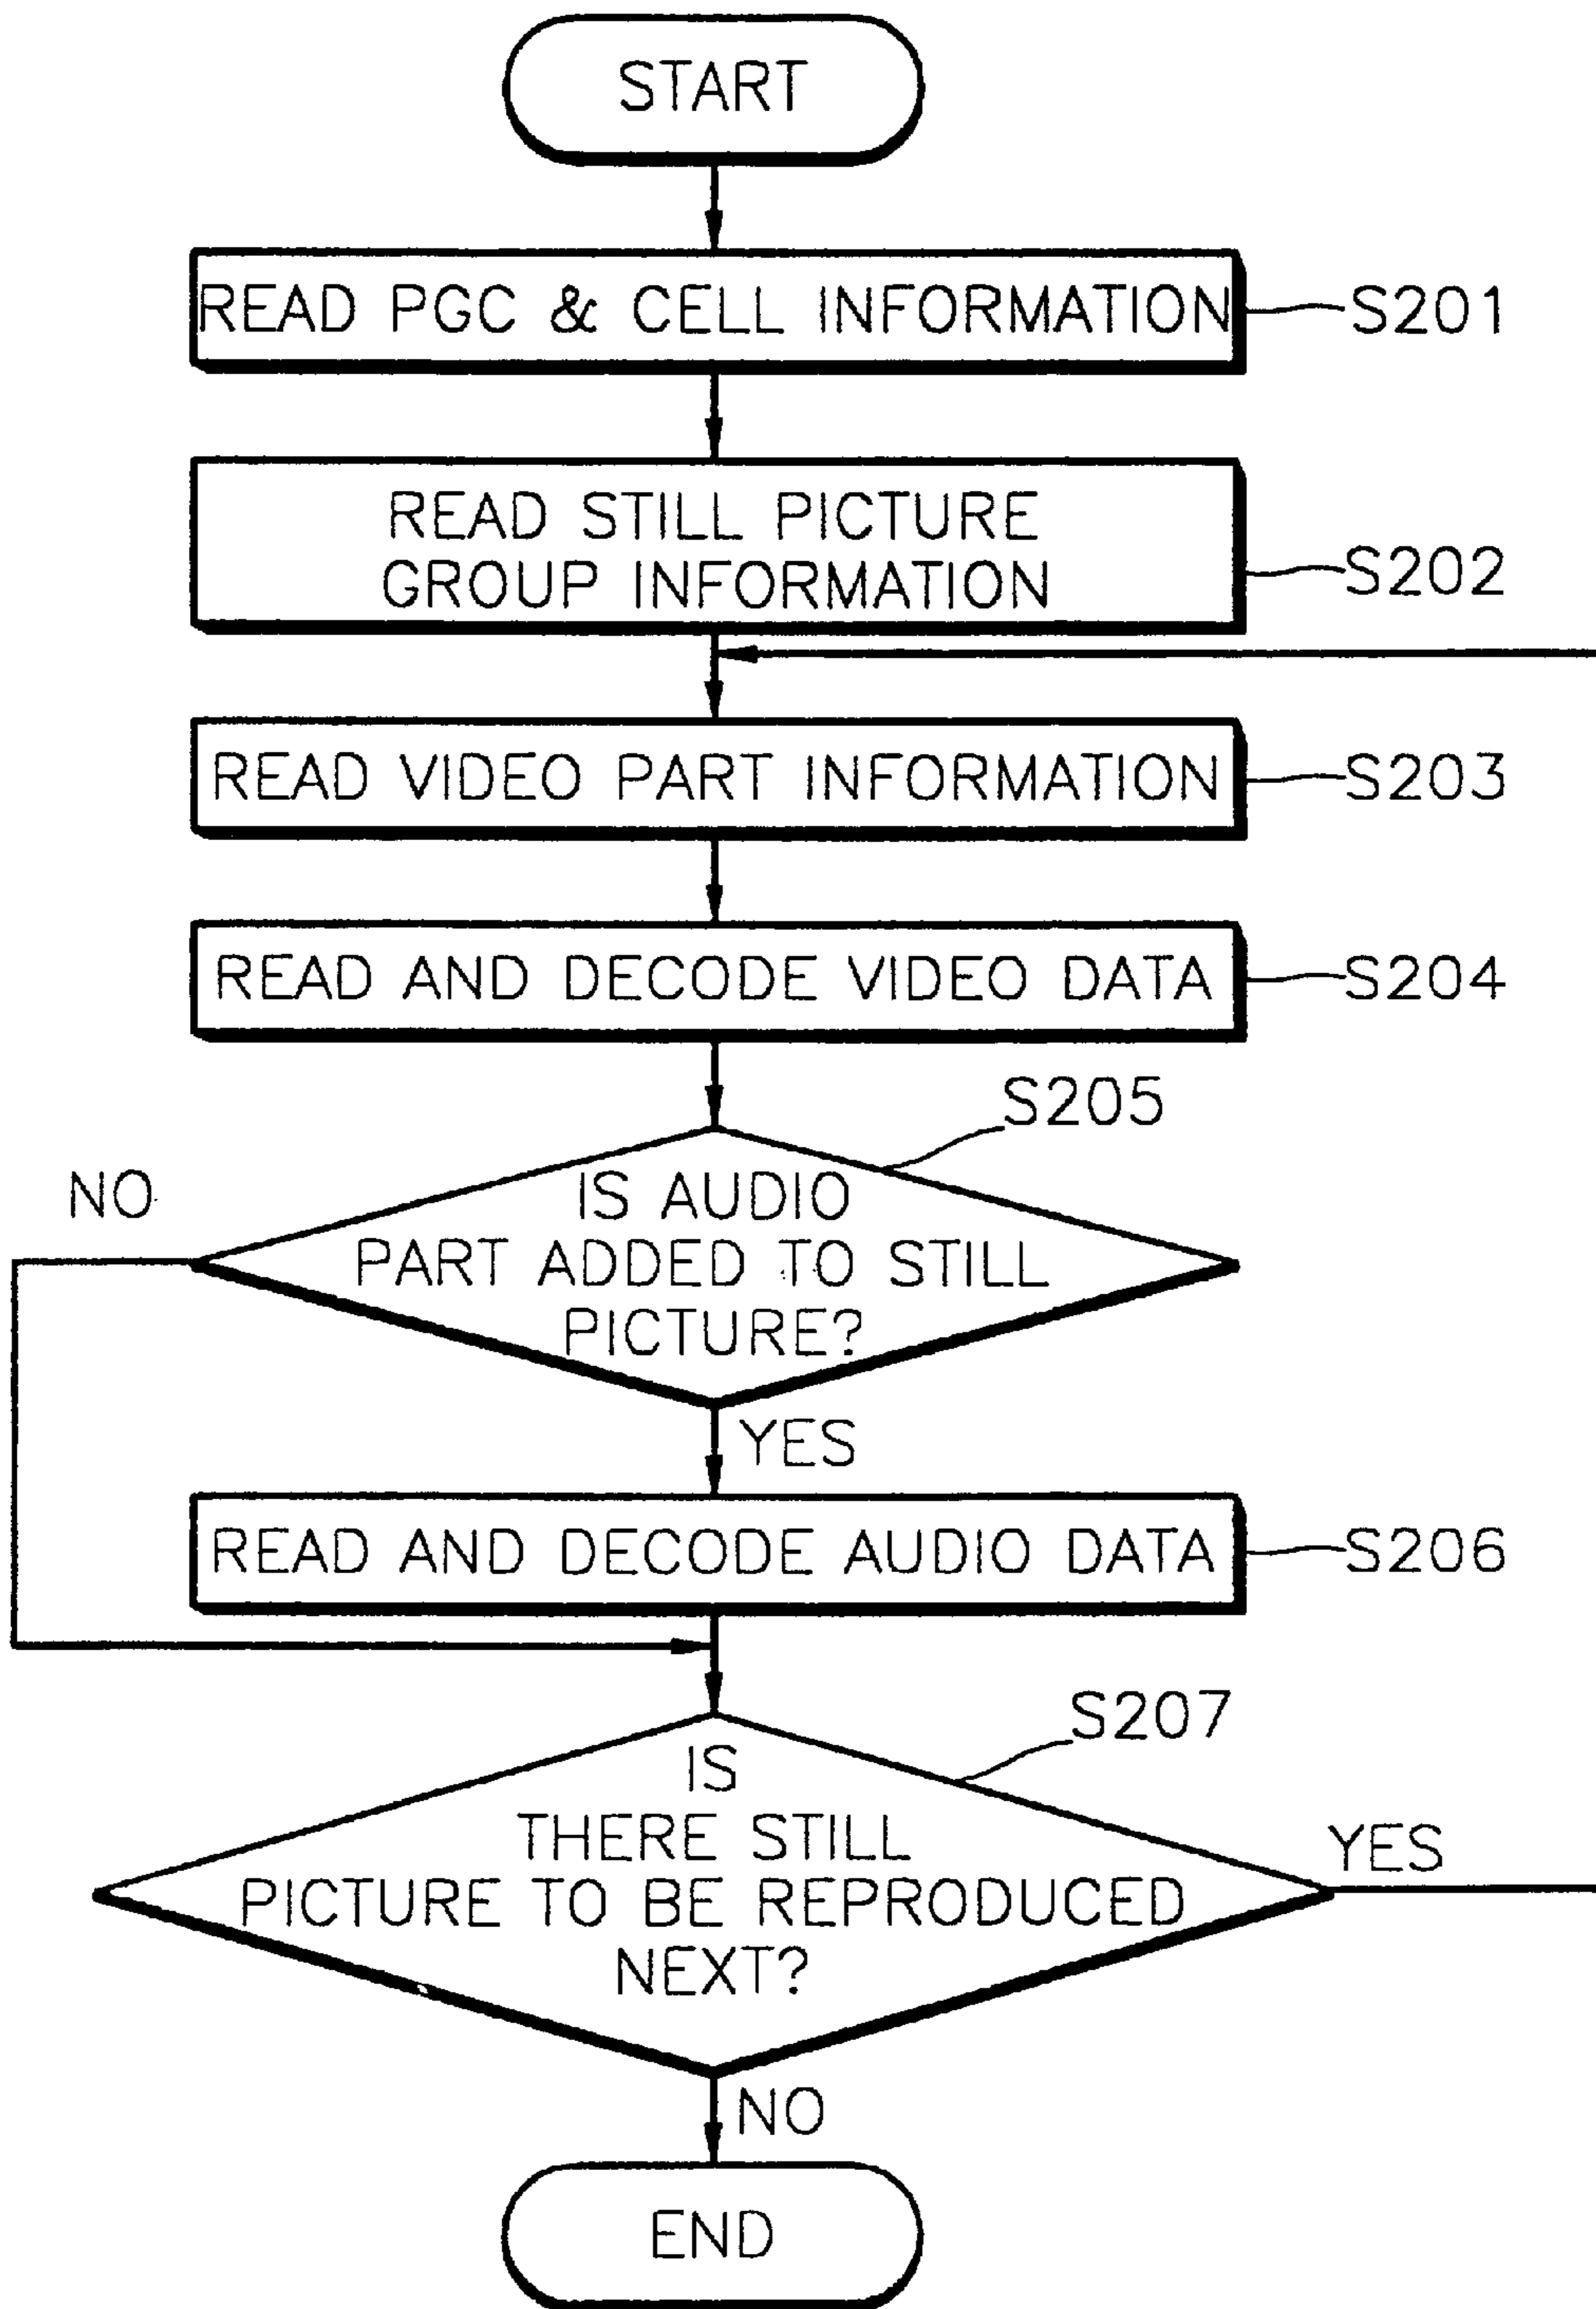 START
READ PGC & CELL INFORMATION
S201
READ STILL PICTURE
GROUP INFORMATION
S202
READ VIDEO PART INFORMATION
S203
READ AND DECODE VIDEO DATA
S204
S205
NO
IS AUDIO
PART ADDED TO STILL
PICTURE?
YES
READ AND DECODE AUDIO DATA
S206
S207
IS
THERE STILL
PICTURE TO BE REPRODUCED
NEXT?
YES
NO
END